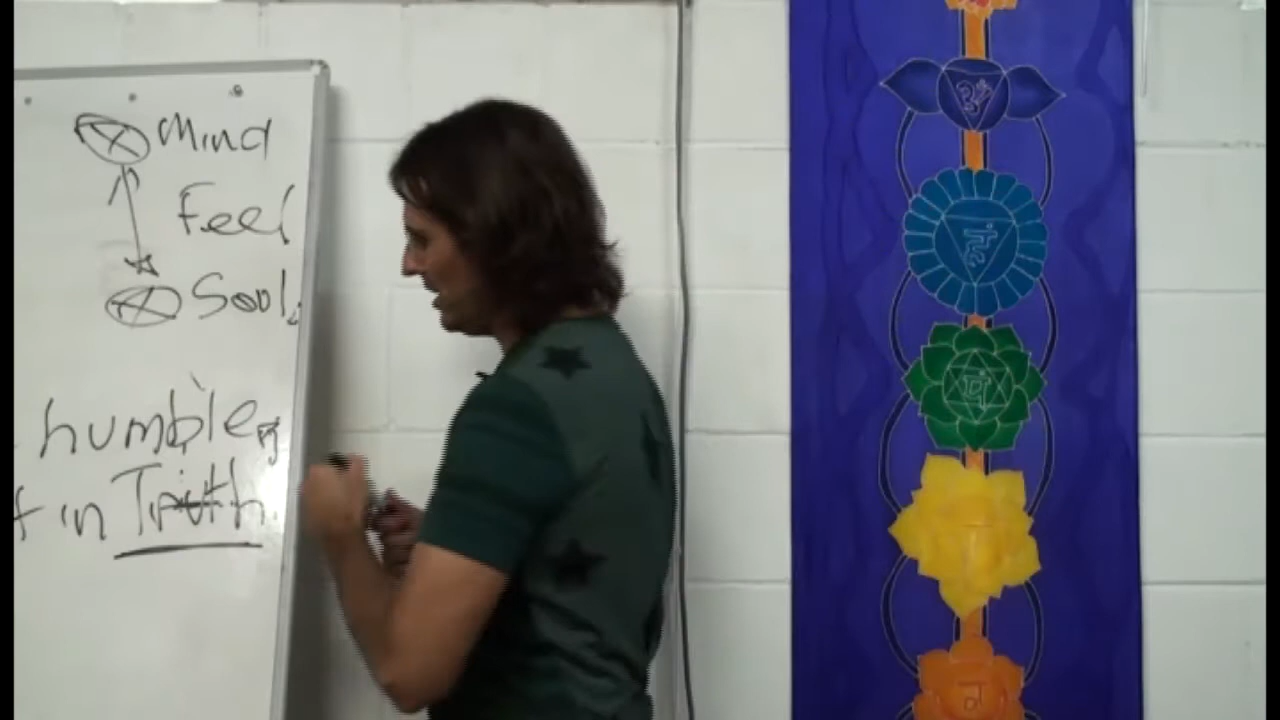 Mind
Feel
Soul
humble
in Truth
ॐ
हं
यं